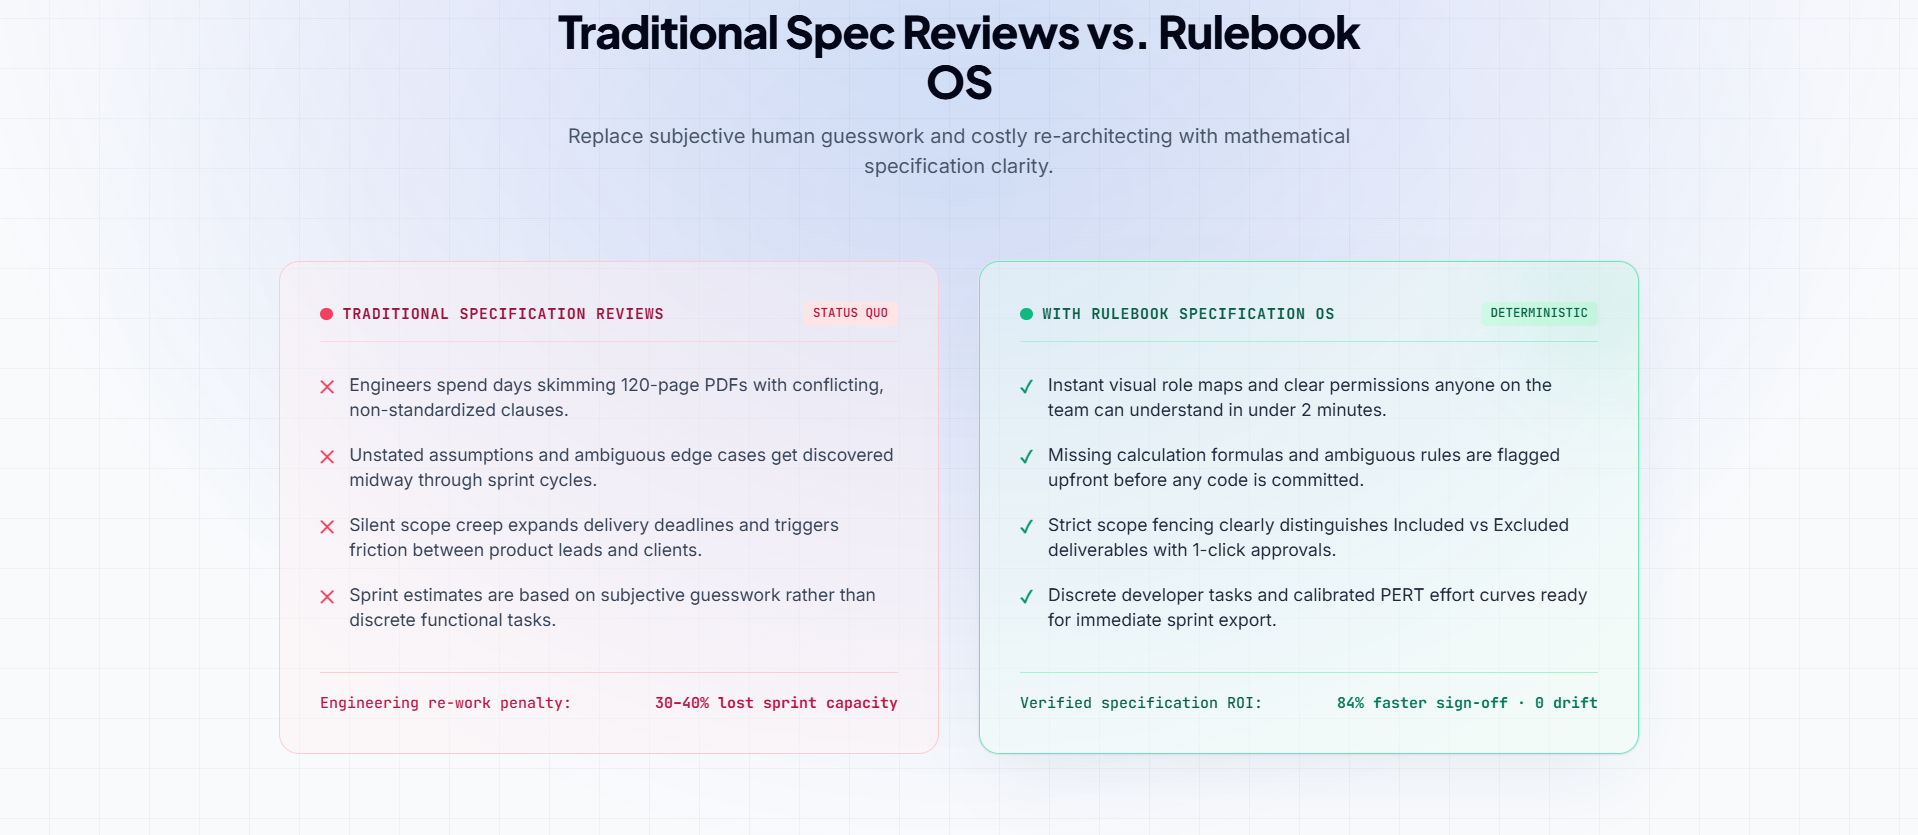 Traditional Spec Reviews vs. Rulebook
OS
Replace subjective human guesswork and costly re-architecting with mathematical
specification clarity.
TRADITIONAL SPECIFICATION REVIEWS
STATUS QUO
Engineers spend days skimming 120-page PDFs with conflicting,
non-standardized clauses.
Unstated assumptions and ambiguous edge cases get discovered
midway through sprint cycles.
Silent scope creep expands delivery deadlines and triggers
friction between product leads and clients.
Sprint estimates are based on subjective guesswork rather than
discrete functional tasks.
Engineering re-work penalty:
30–40% lost sprint capacity
WITH RULEBOOK SPECIFICATION OS
DETERMINISTIC
Instant visual role maps and clear permissions anyone on the
team can understand in under 2 minutes.
Missing calculation formulas and ambiguous rules are flagged
upfront before any code is committed.
Strict scope fencing clearly distinguishes Included vs Excluded
deliverables with 1-click approvals.
Discrete developer tasks and calibrated PERT effort curves ready
for immediate sprint export.
Verified specification ROI:
84% faster sign-off · 0 drift